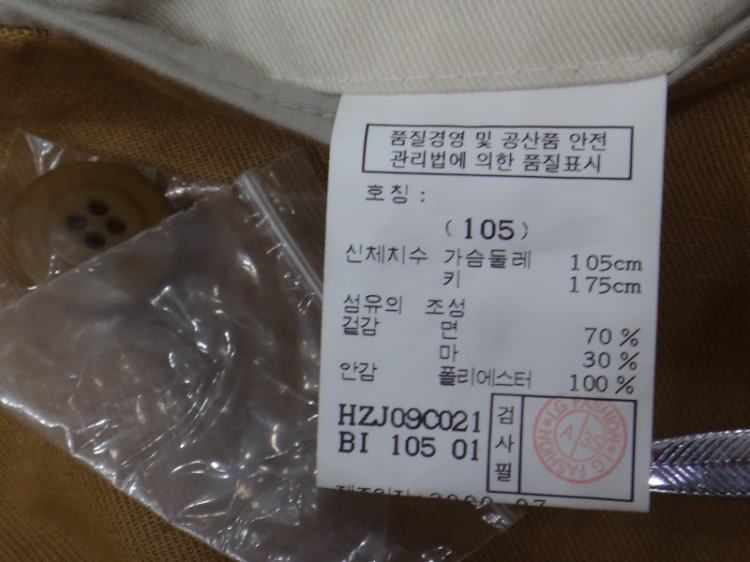 품질경영 및 공산품 안전
관리법에 의한 품질표시
호칭 :
(105)
신체치수 가슴둘레 105cm
키 175cm
섬유의 조성
겉감 면 70%
마 30%
안감 폴리에스터 100%
HZJ09C021
BI 105 01
검사필
LG FASHION
A/35
LG FASHION